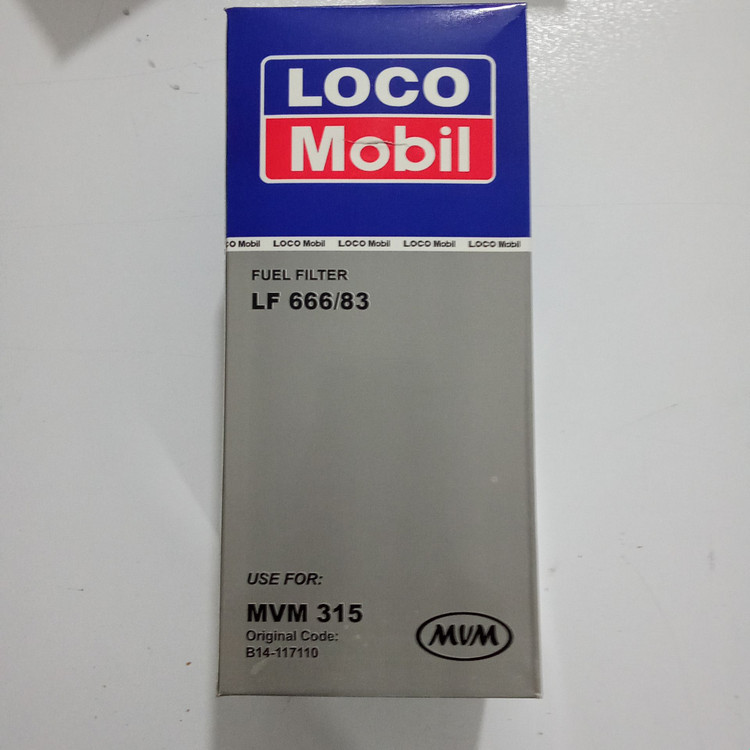 LOCO
Mobil
CO Mobil LOCO Mobil LOCO Mobil LOCO Mobil LOCO Mobil
FUEL FILTER
LF 666/83
USE FOR:
MVM 315
Original Code:
B14-117110
MVM